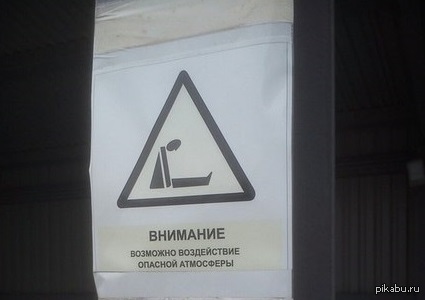 ВНИМАНИЕ
ВОЗМОЖНО ВОЗДЕЙСТВИЕ
ОПАСНОЙ АТМОСФЕРЫ
pikabu.ru